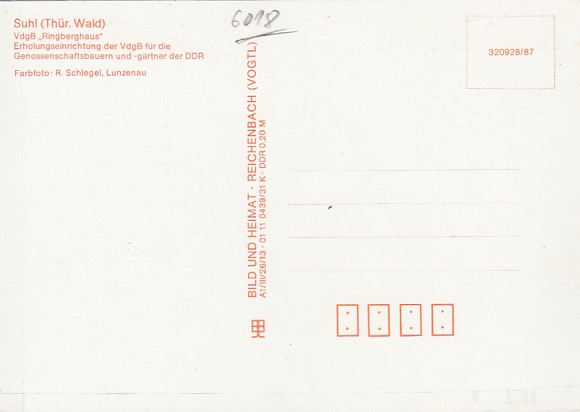 Suhl (Thür. Wald)
VdgB „Ringberghaus“
Erholungseinrichtung der VdgB für die
Genossenschaftsbauern und -gärtner der DDR
Farbfoto: R. Schlegel, Lunzenau
6018
BILD UND HEIMAT · REICHENBACH (VOGTL)
A1/III/26/13 · 01 11 0439/31 K · DDR 0,20 M
320928/87